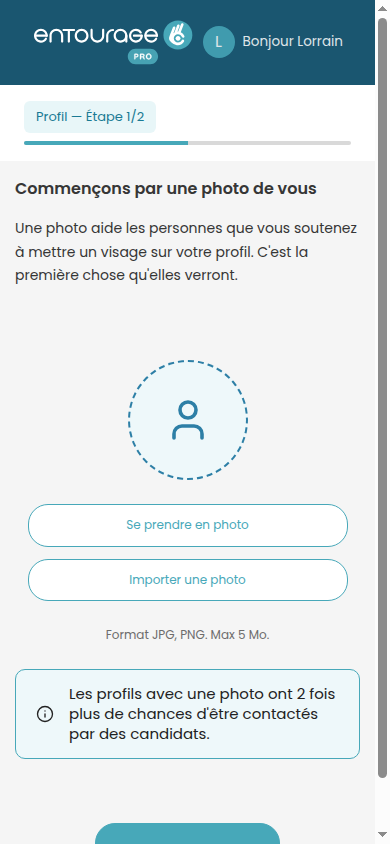 entourage
PRO
L
Bonjour Lorrain
Profil — Étape 1/2
Commençons par une photo de vous
Une photo aide les personnes que vous soutenez
à mettre un visage sur votre profil. C'est la
première chose qu'elles verront.
Se prendre en photo
Importer une photo
Format JPG, PNG. Max 5 Mo.
Les profils avec une photo ont 2 fois
plus de chances d'être contactés
par des candidats.